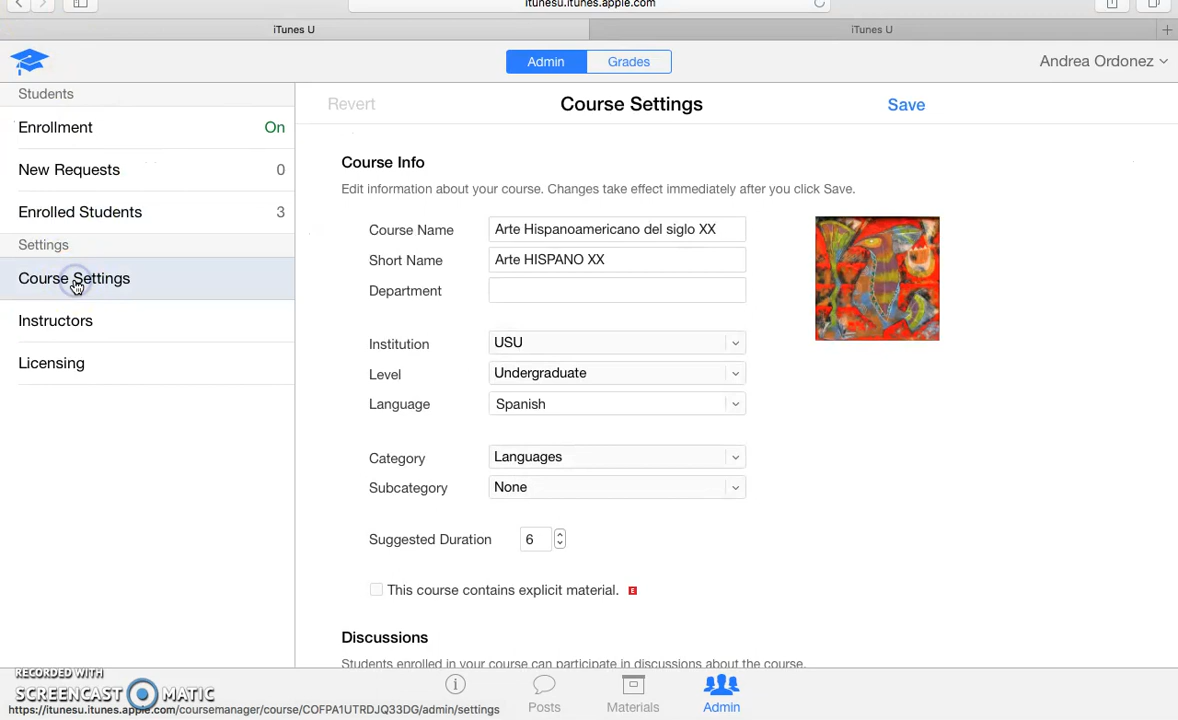 itunesu.itunes.apple.com
iTunes U
iTunes U
Admin
Grades
Andrea Ordonez
Students
Enrollment On
New Requests 0
Enrolled Students 3
Settings
Course Settings
Instructors
Licensing
Revert
Course Settings
Save
Course Info
Edit information about your course. Changes take effect immediately after you click Save.
Course Name Arte Hispanoamericano del siglo XX
Short Name Arte HISPANO XX
Department
Institution USU
Level Undergraduate
Language Spanish
Category Languages
Subcategory None
Suggested Duration 6
This course contains explicit material. E
Discussions
Students enrolled in your course can participate in discussions about the course.
Posts
Materials
Admin
RECORDED WITH
SCREENCAST MATIC
https://itunesu.itunes.apple.com/coursemanager/course/COFPA1UTRDJQ33DG/admin/settings